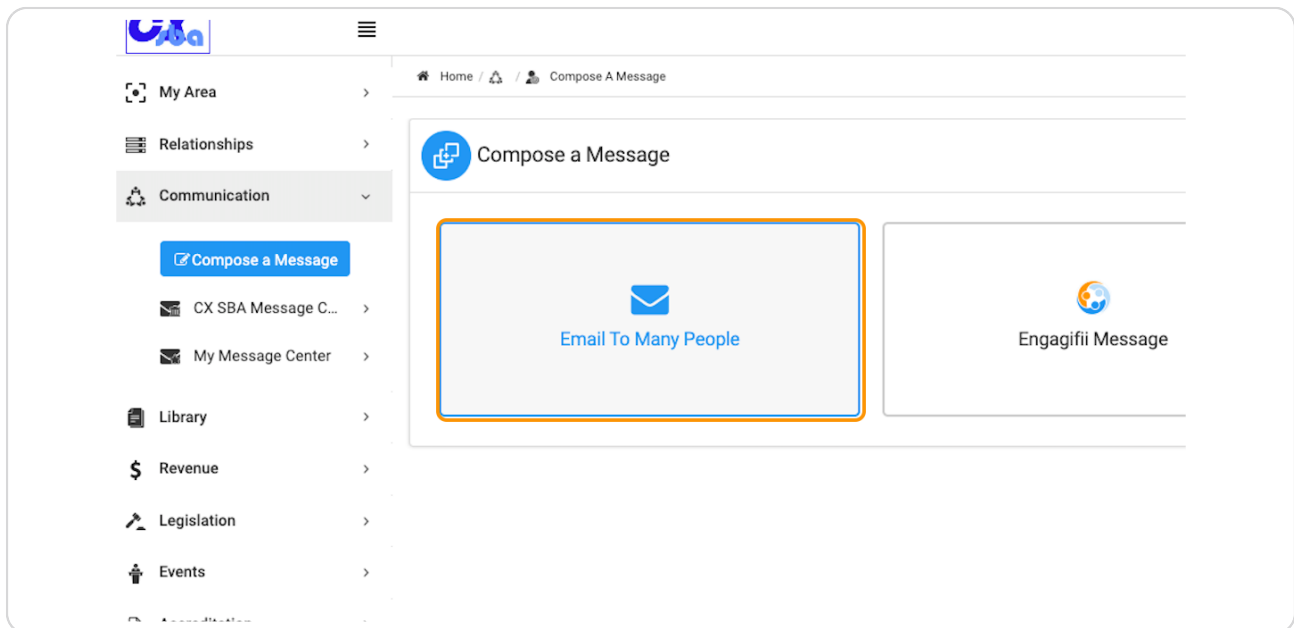 sba
Home / / Compose A Message
My Area
Relationships
Communication
Compose a Message
CX SBA Message C...
My Message Center
Library
Revenue
Legislation
Events
Compose a Message
Email To Many People
Engagifii Message